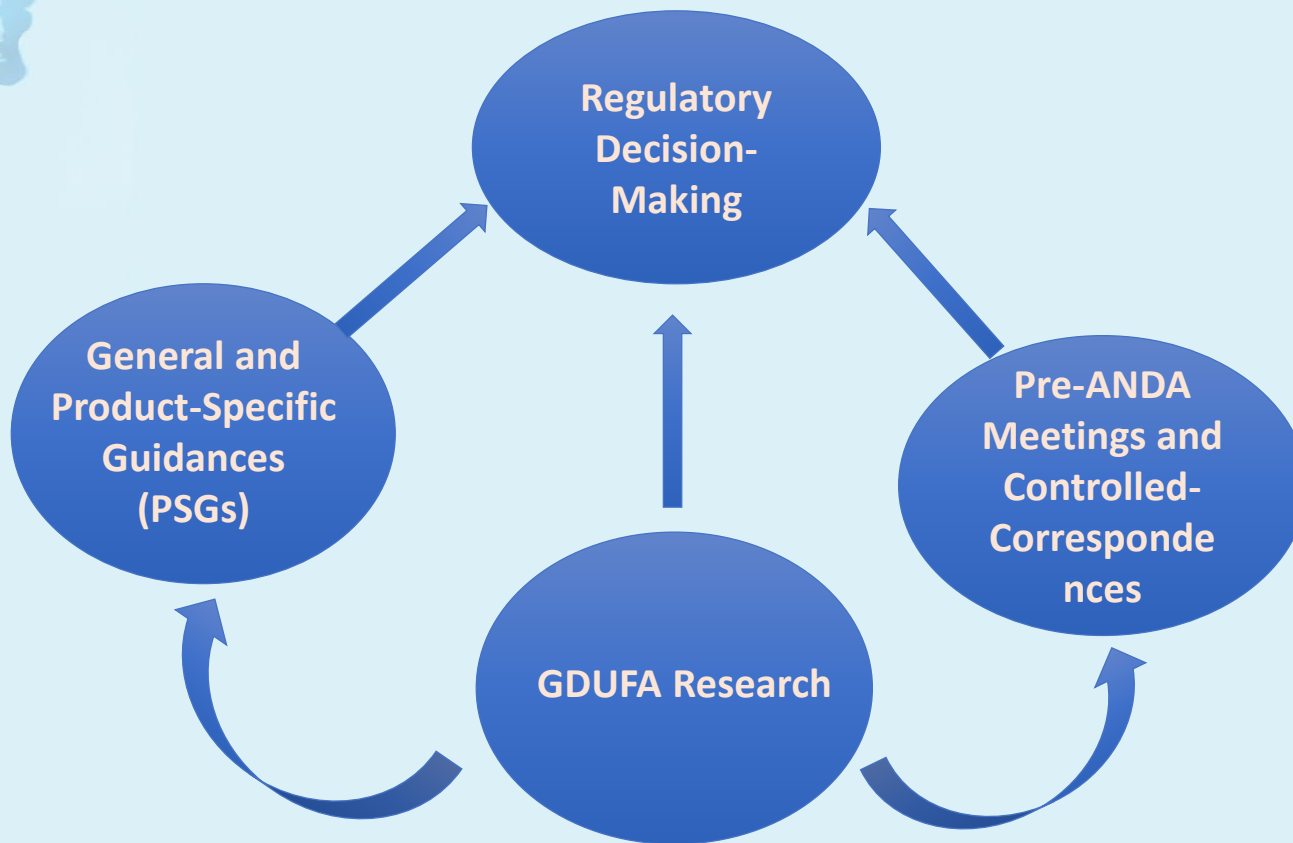 Regulatory
Decision-
Making
General and
Product-Specific
Guidances
(PSGs)
Pre-ANDA
Meetings and
Controlled-
Corresponde
nces
GDUFA Research